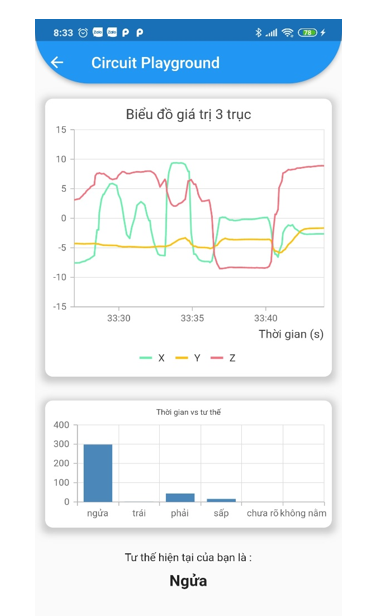 8:33
78
Circuit Playground
Biểu đồ giá trị 3 trục
15
10
5
0
-5
-10
-15
33:30 33:35 33:40
Thời gian (s)
X Y Z
Thời gian vs tư thế
400
300
200
100
0
ngửa trái phải sấp chưa rõ không nằm
Tư thế hiện tại của bạn là :
Ngửa